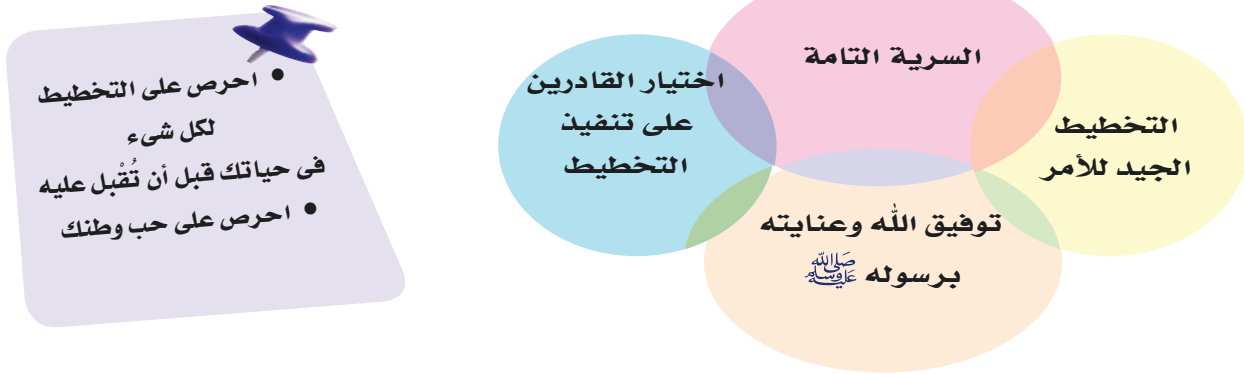 التخطيط
الجيد للأمر
السرية التامة
اختيار القادرين
على تنفيذ
التخطيط
توفيق الله وعنايته
برسوله ﷺ
• احرص على التخطيط
لكل شىء
فى حياتك قبل أن تُقْبل عليه
• احرص على حب وطنك